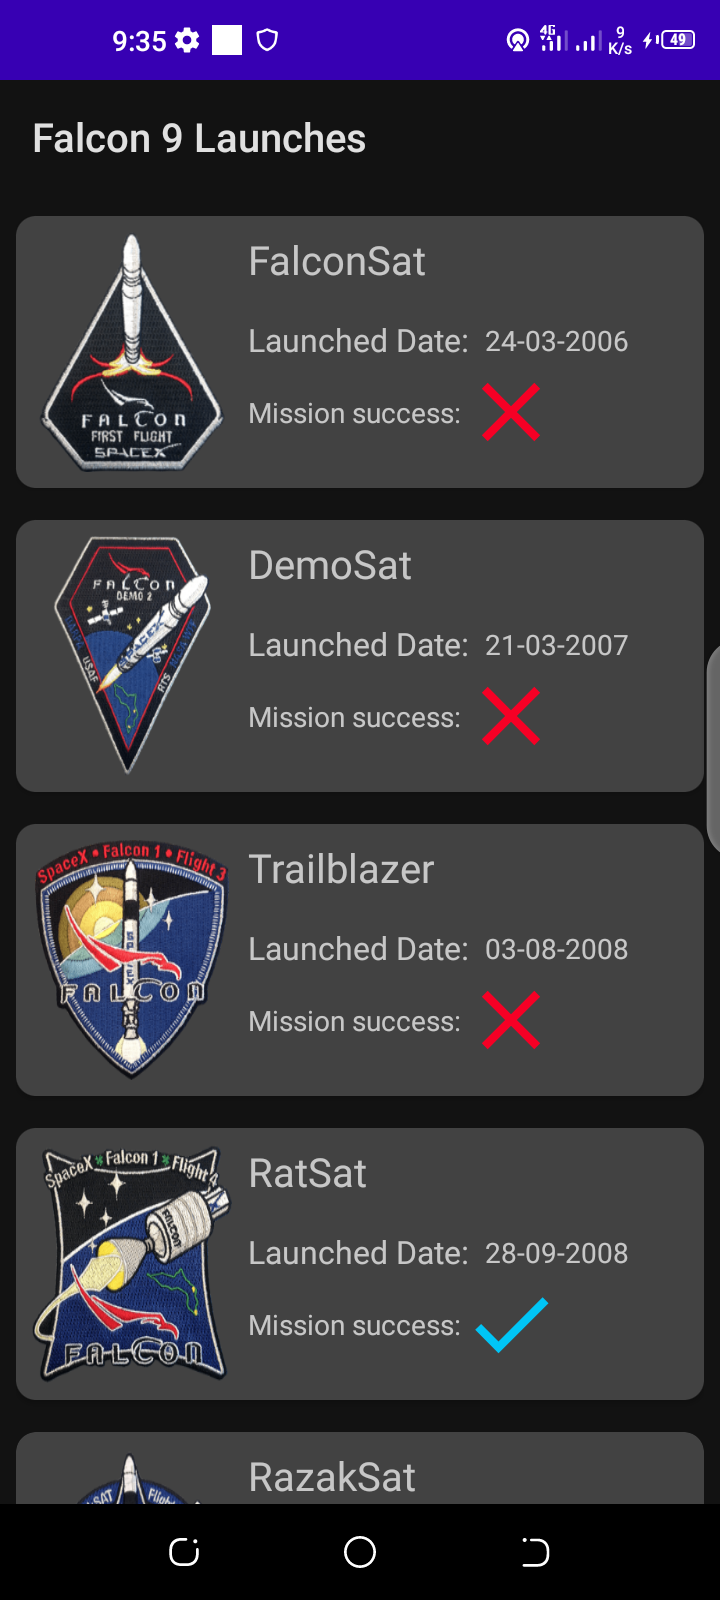 9:35
4G
9
K/s
49
Falcon 9 Launches
FalconSat
Launched Date: 24-03-2006
Mission success:
FALCON
FIRST FLIGHT
SPACEX
DemoSat
Launched Date: 21-03-2007
Mission success:
FALCON
DEMO 2
SPACEX
USAF
RTS
Trailblazer
Launched Date: 03-08-2008
Mission success:
SpaceX • Falcon 1 • Flight 3
SPACEX
FALCON
RatSat
Launched Date: 28-09-2008
Mission success:
SpaceX Falcon 1 Flight 4
FALCON
FALCON
RazakSat